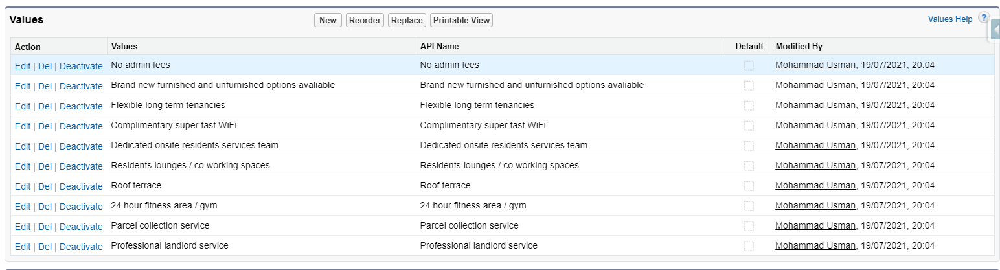 Values New Reorder Replace Printable View Values Help ?
Action Values API Name Default Modified By
Edit | Del | Deactivate No admin fees No admin fees Mohammad Usman, 19/07/2021, 20:04
Edit | Del | Deactivate Brand new furnished and unfurnished options avaliable Brand new furnished and unfurnished options avaliable Mohammad Usman, 19/07/2021, 20:04
Edit | Del | Deactivate Flexible long term tenancies Flexible long term tenancies Mohammad Usman, 19/07/2021, 20:04
Edit | Del | Deactivate Complimentary super fast WiFi Complimentary super fast WiFi Mohammad Usman, 19/07/2021, 20:04
Edit | Del | Deactivate Dedicated onsite residents services team Dedicated onsite residents services team Mohammad Usman, 19/07/2021, 20:04
Edit | Del | Deactivate Residents lounges / co working spaces Residents lounges / co working spaces Mohammad Usman, 19/07/2021, 20:04
Edit | Del | Deactivate Roof terrace Roof terrace Mohammad Usman, 19/07/2021, 20:04
Edit | Del | Deactivate 24 hour fitness area / gym 24 hour fitness area / gym Mohammad Usman, 19/07/2021, 20:04
Edit | Del | Deactivate Parcel collection service Parcel collection service Mohammad Usman, 19/07/2021, 20:04
Edit | Del | Deactivate Professional landlord service Professional landlord service Mohammad Usman, 19/07/2021, 20:04